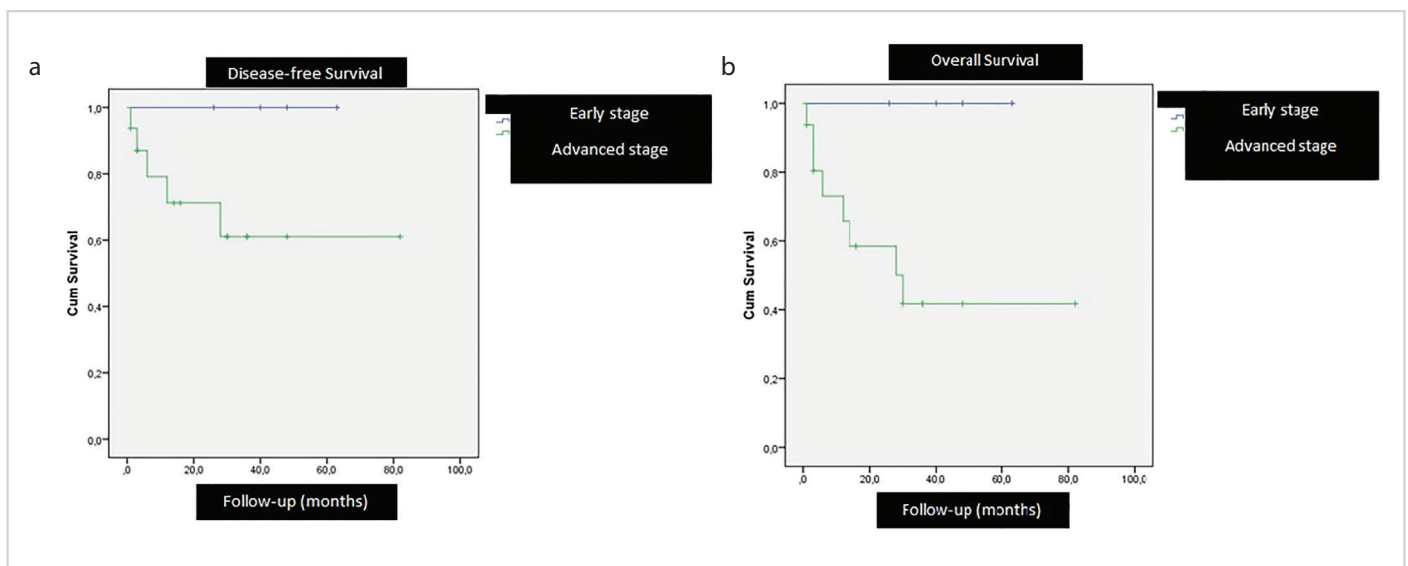 a
Disease-free Survival
Early stage
Advanced stage
Cum Survival
1,0
0,8
0,6
0,4
0,2
0,0
,0 20,0 40,0 60,0 80,0 100,0
Follow-up (months)
b
Overall Survival
Early stage
Advanced stage
Cum Survival
1,0
0,8
0,6
0,4
0,2
0,0
,0 20,0 40,0 60,0 80,0
Follow-up (months)